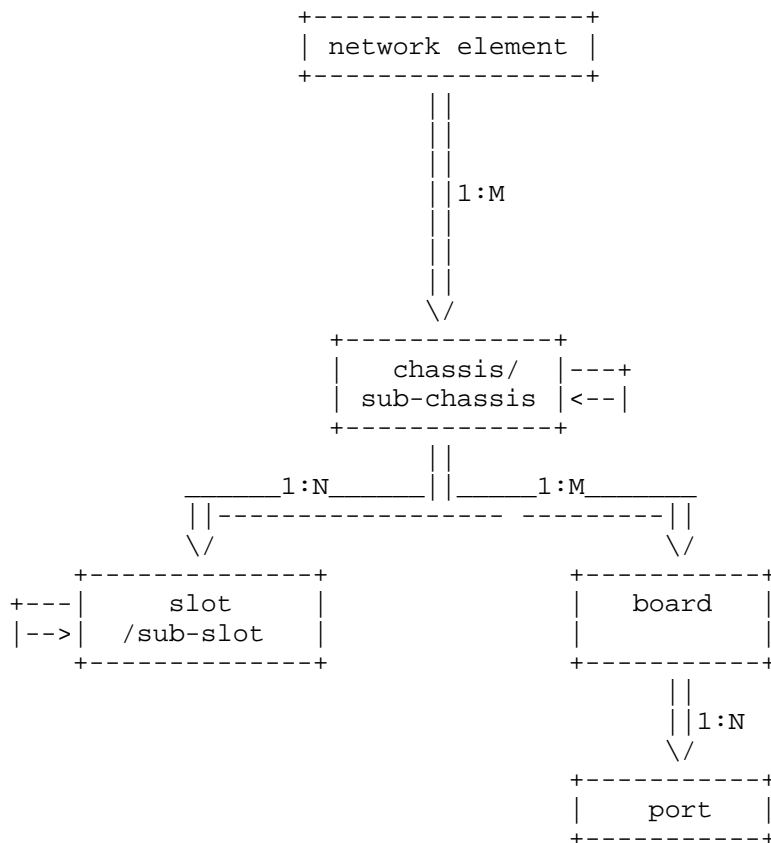 network element
1:M
chassis/
sub-chassis
1:N 1:M
slot board
/sub-slot
1:N
port